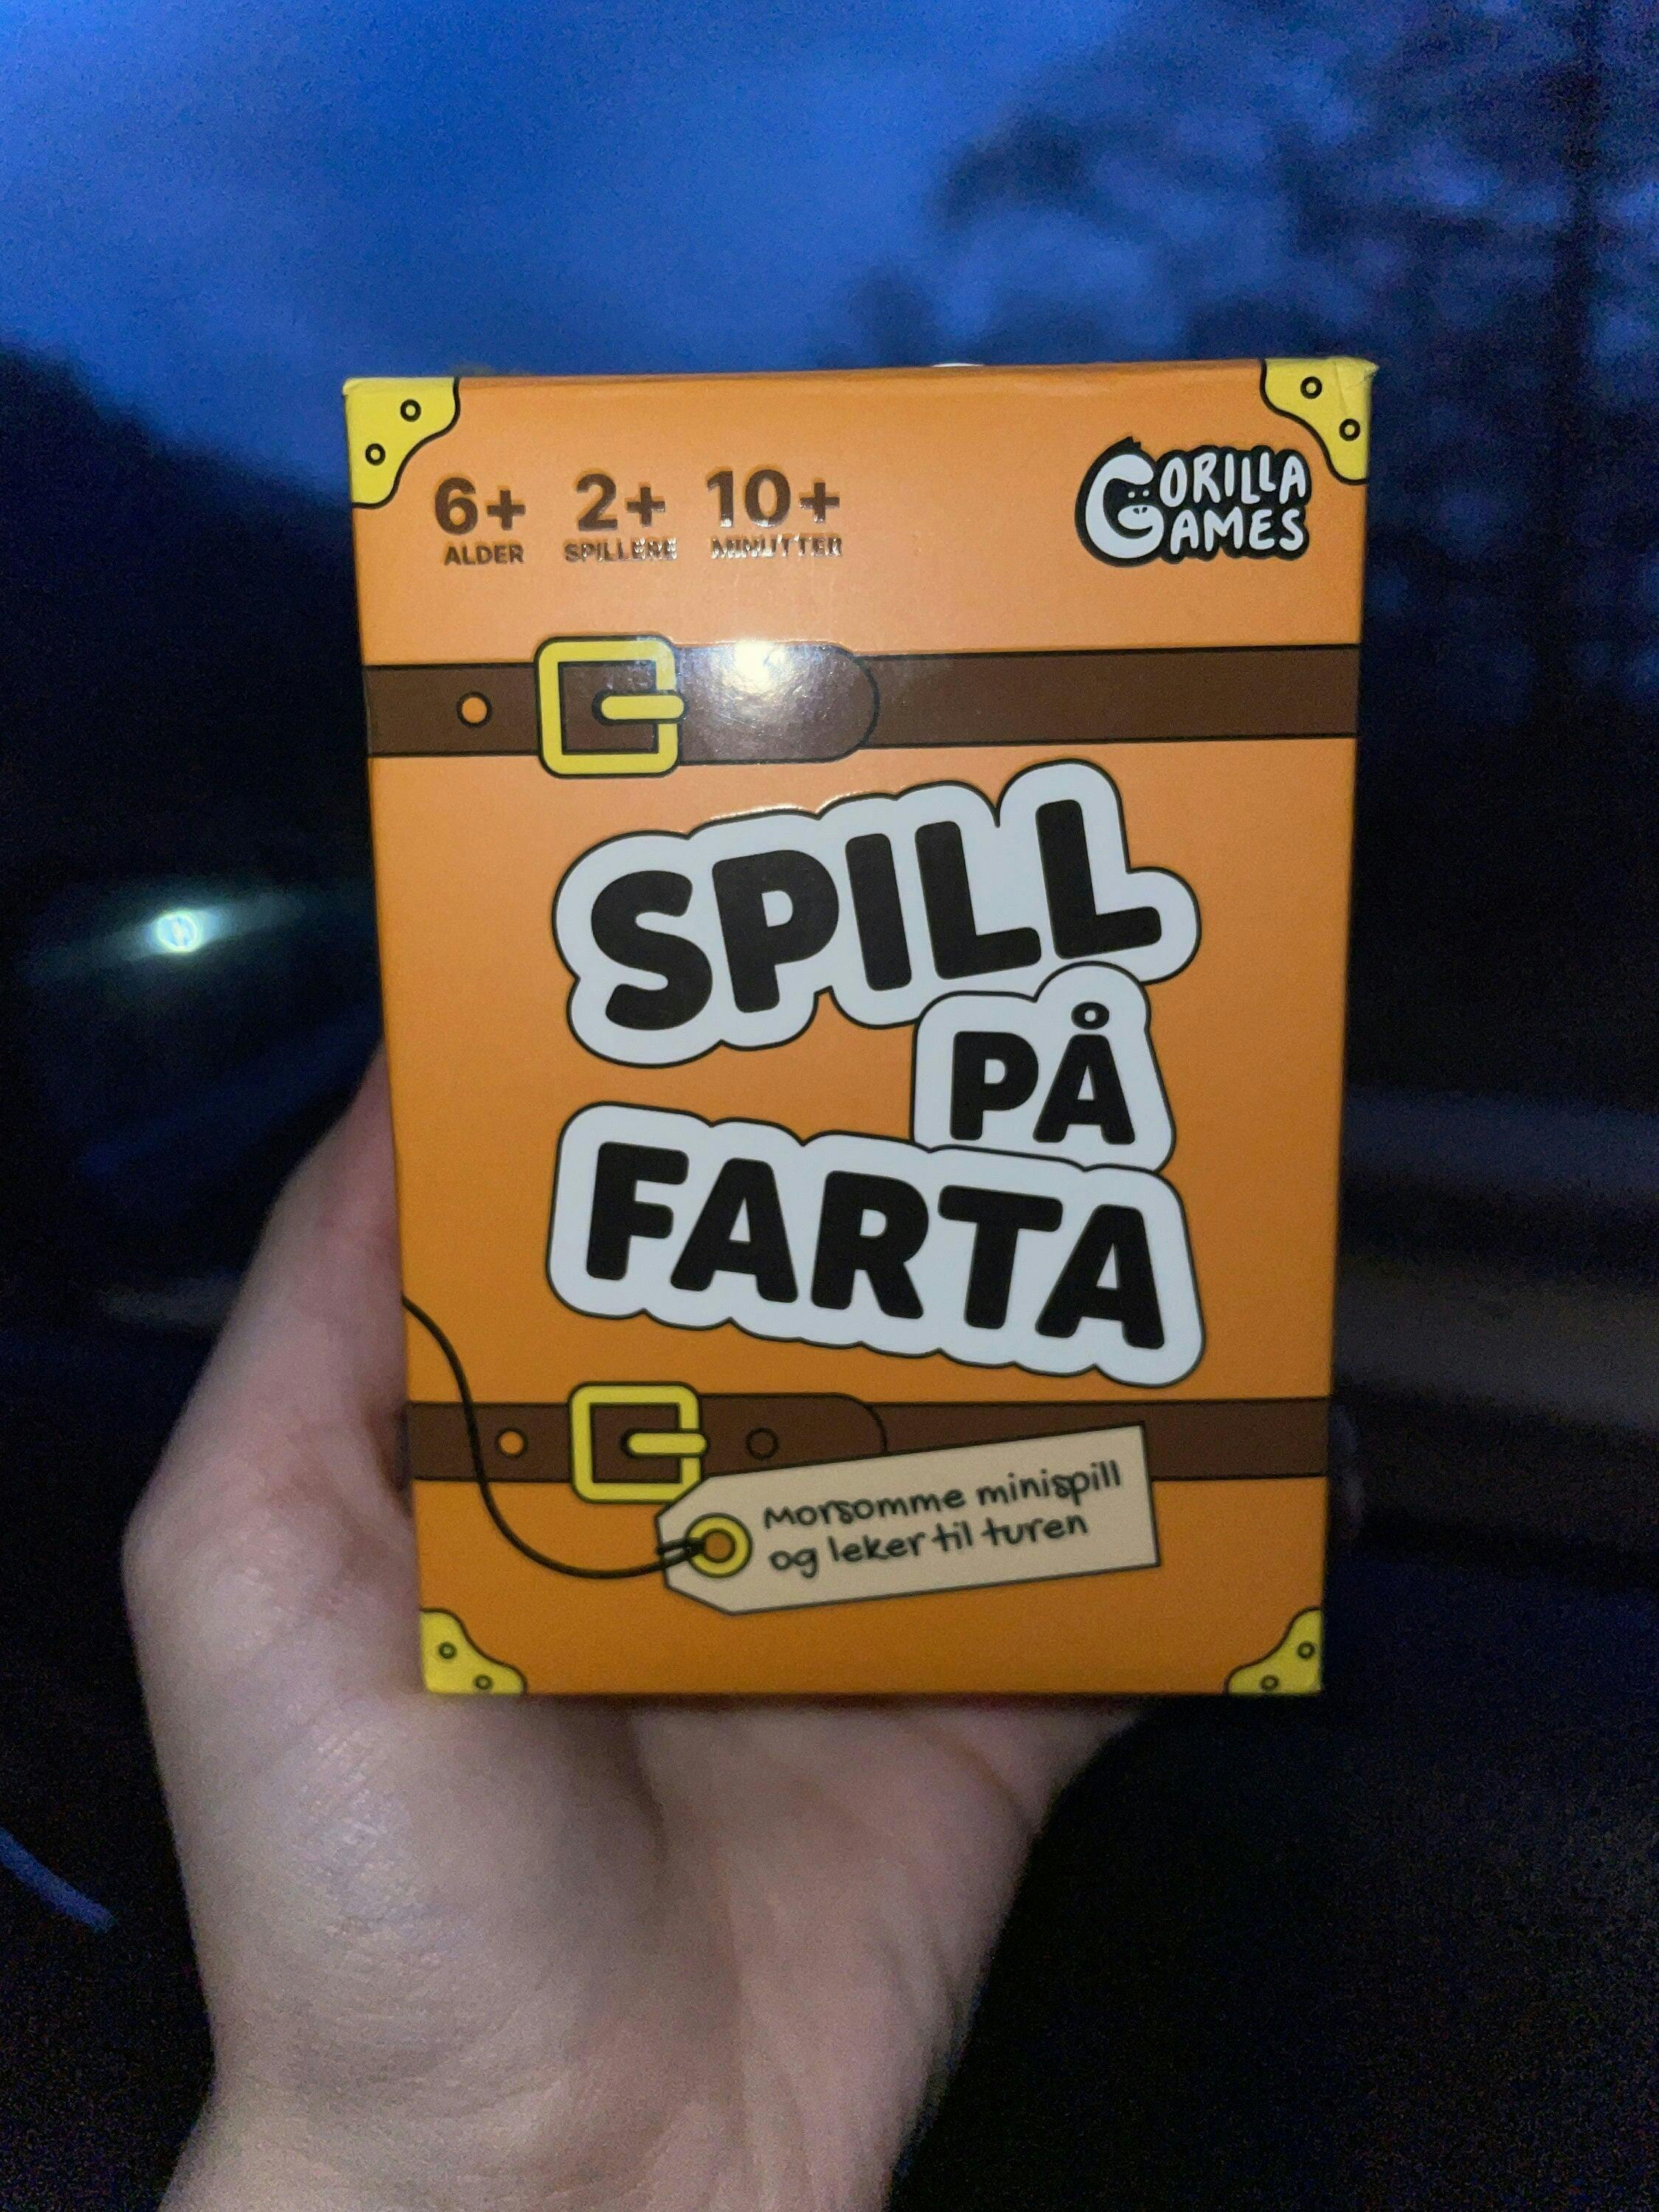 6+ 2+ 10+
ALDER SPILLERE MINUTTER
GORILLA
GAMES
SPILL
PÅ
FARTA
Morsomme minispill
og leker til turen